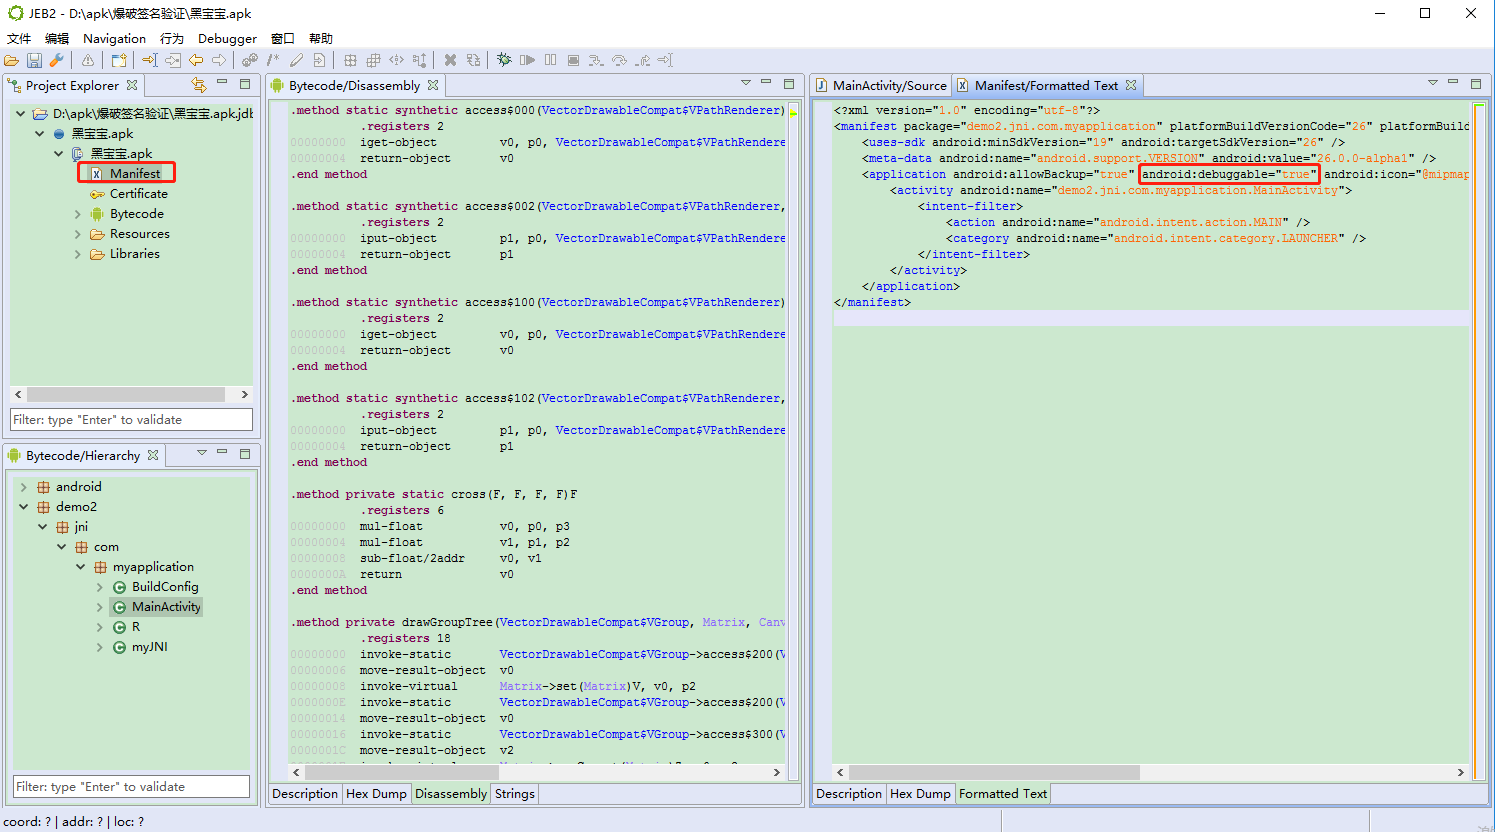 JEB2 - D:\apk\爆破签名验证\黑宝宝.apk
文件 编辑 Navigation 行为 Debugger 窗口 帮助
Project Explorer
D:\apk\爆破签名验证\黑宝宝.apk.jdb
黑宝宝.apk
黑宝宝.apk
Manifest
Certificate
Bytecode
Resources
Libraries
Filter: type "Enter" to validate
Bytecode/Hierarchy
android
demo2
jni
com
myapplication
BuildConfig
MainActivity
R
myJNI
Filter: type "Enter" to validate
Bytecode/Disassembly
.method static synthetic access$000(VectorDrawableCompat$VPathRenderer)
.registers 2
00000000 iget-object v0, p0, VectorDrawableCompat$VPathRendere
00000004 return-object v0
.end method
.method static synthetic access$002(VectorDrawableCompat$VPathRenderer,
.registers 2
00000000 iput-object p1, p0, VectorDrawableCompat$VPathRendere
00000004 return-object p1
.end method
.method static synthetic access$100(VectorDrawableCompat$VPathRenderer)
.registers 2
00000000 iget-object v0, p0, VectorDrawableCompat$VPathRendere
00000004 return-object v0
.end method
.method static synthetic access$102(VectorDrawableCompat$VPathRenderer,
.registers 2
00000000 iput-object p1, p0, VectorDrawableCompat$VPathRendere
00000004 return-object p1
.end method
.method private static cross(F, F, F, F)F
.registers 6
00000000 mul-float v0, p0, p3
00000004 mul-float v1, p1, p2
00000008 sub-float/2addr v0, v1
0000000A return v0
.end method
.method private drawGroupTree(VectorDrawableCompat$VGroup, Matrix, Canv
.registers 18
00000000 invoke-static VectorDrawableCompat$VGroup->access$200(V
00000006 move-result-object v0
00000008 invoke-virtual Matrix->set(Matrix)V, v0, p2
0000000E invoke-static VectorDrawableCompat$VGroup->access$200(V
00000014 move-result-object v0
00000016 invoke-static VectorDrawableCompat$VGroup->access$300(V
0000001C move-result-object v2
Description Hex Dump Disassembly Strings
MainActivity/Source Manifest/Formatted Text
<?xml version="1.0" encoding="utf-8"?>
<manifest package="demo2.jni.com.myapplication" platformBuildVersionCode="26" platformBuild
<uses-sdk android:minSdkVersion="19" android:targetSdkVersion="26" />
<meta-data android:name="android.support.VERSION" android:value="26.0.0-alpha1" />
<application android:allowBackup="true" android:debuggable="true" android:icon="@mipmap
<activity android:name="demo2.jni.com.myapplication.MainActivity">
<intent-filter>
<action android:name="android.intent.action.MAIN" />
<category android:name="android.intent.category.LAUNCHER" />
</intent-filter>
</activity>
</application>
</manifest>
Description Hex Dump Formatted Text
coord: ? | addr: ? | loc: ?